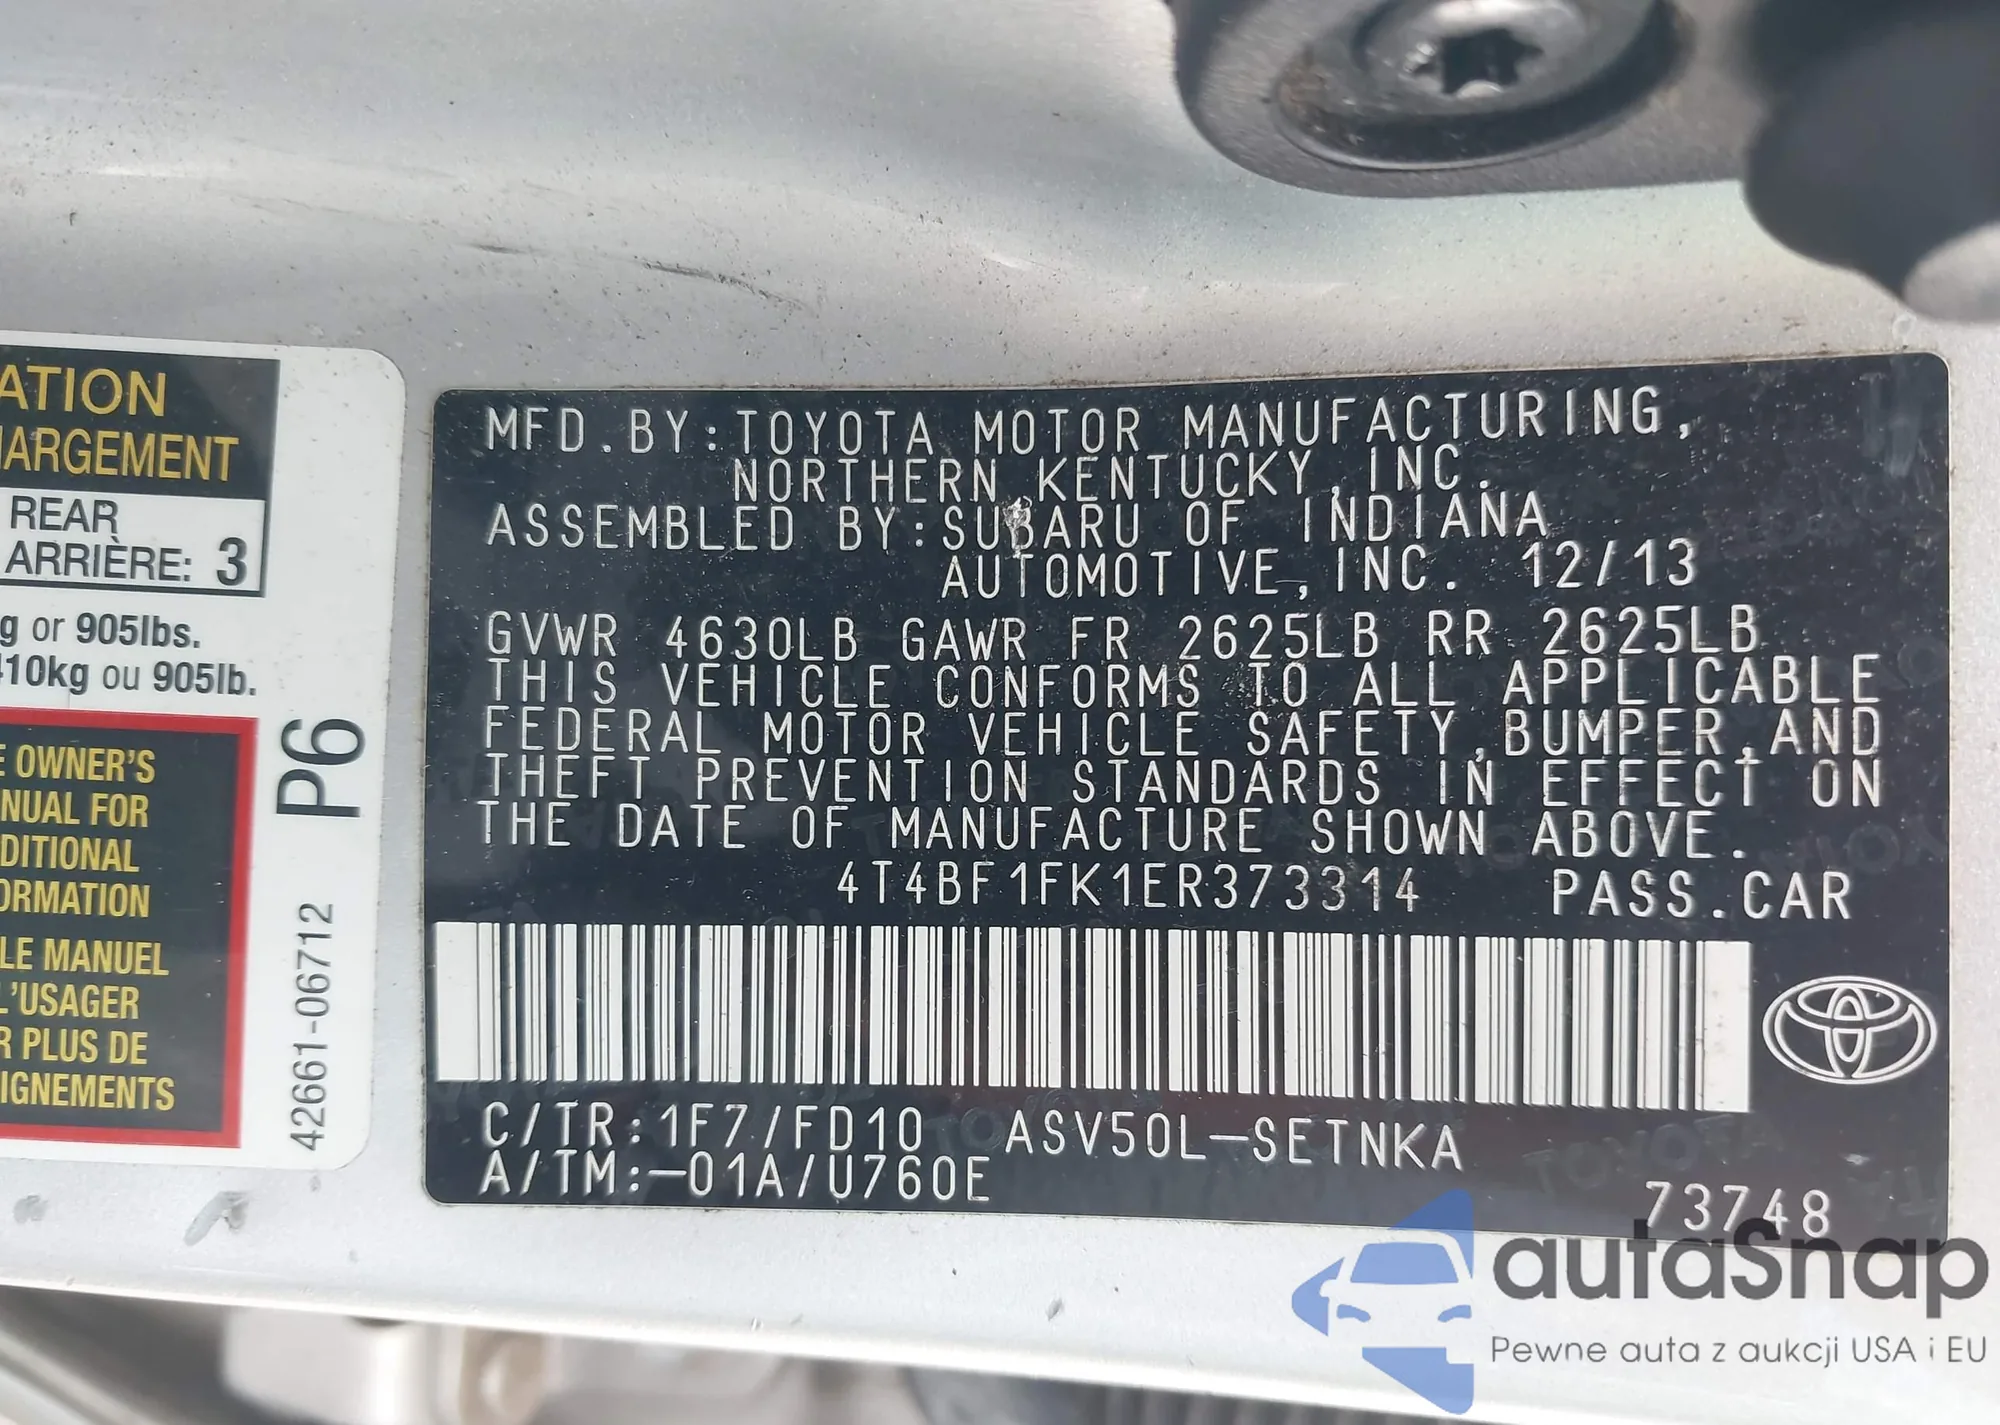 ATION
HARGEMENT
REAR
ARRIÈRE: 3
g or 905lbs.
410kg ou 905lb.
E OWNER'S
NUAL FOR
DITIONAL
ORMATION
LE MANUEL
L'USAGER
R PLUS DE
IGNEMENTS
P6
42661-06712
MFD.BY:TOYOTA MOTOR MANUFACTURING,
NORTHERN KENTUCKY,INC.
ASSEMBLED BY:SUBARU OF INDIANA
AUTOMOTIVE,INC. 12/13
GVWR 4630LB GAWR FR 2625LB RR 2625LB
THIS VEHICLE CONFORMS TO ALL APPLICABLE
FEDERAL MOTOR VEHICLE SAFETY,BUMPER,AND
THEFT PREVENTION STANDARDS IN EFFECT ON
THE DATE OF MANUFACTURE SHOWN ABOVE.
4T4BF1FK1ER373314 PASS.CAR
C/TR:1F7/FD10 ASV50L-SETNKA
A/TM:-01A/U760E
73748
autaSnap
Pewne auta z aukcji USA i EU